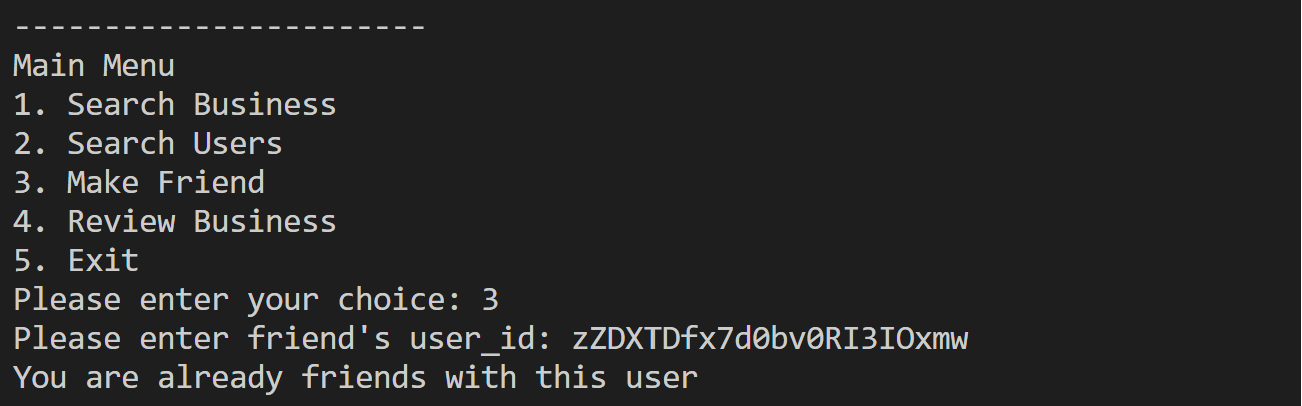 -----------------------
Main Menu
1. Search Business
2. Search Users
3. Make Friend
4. Review Business
5. Exit
Please enter your choice: 3
Please enter friend's user_id: zZDXTDfx7d0bv0RI3IOxmw
You are already friends with this user